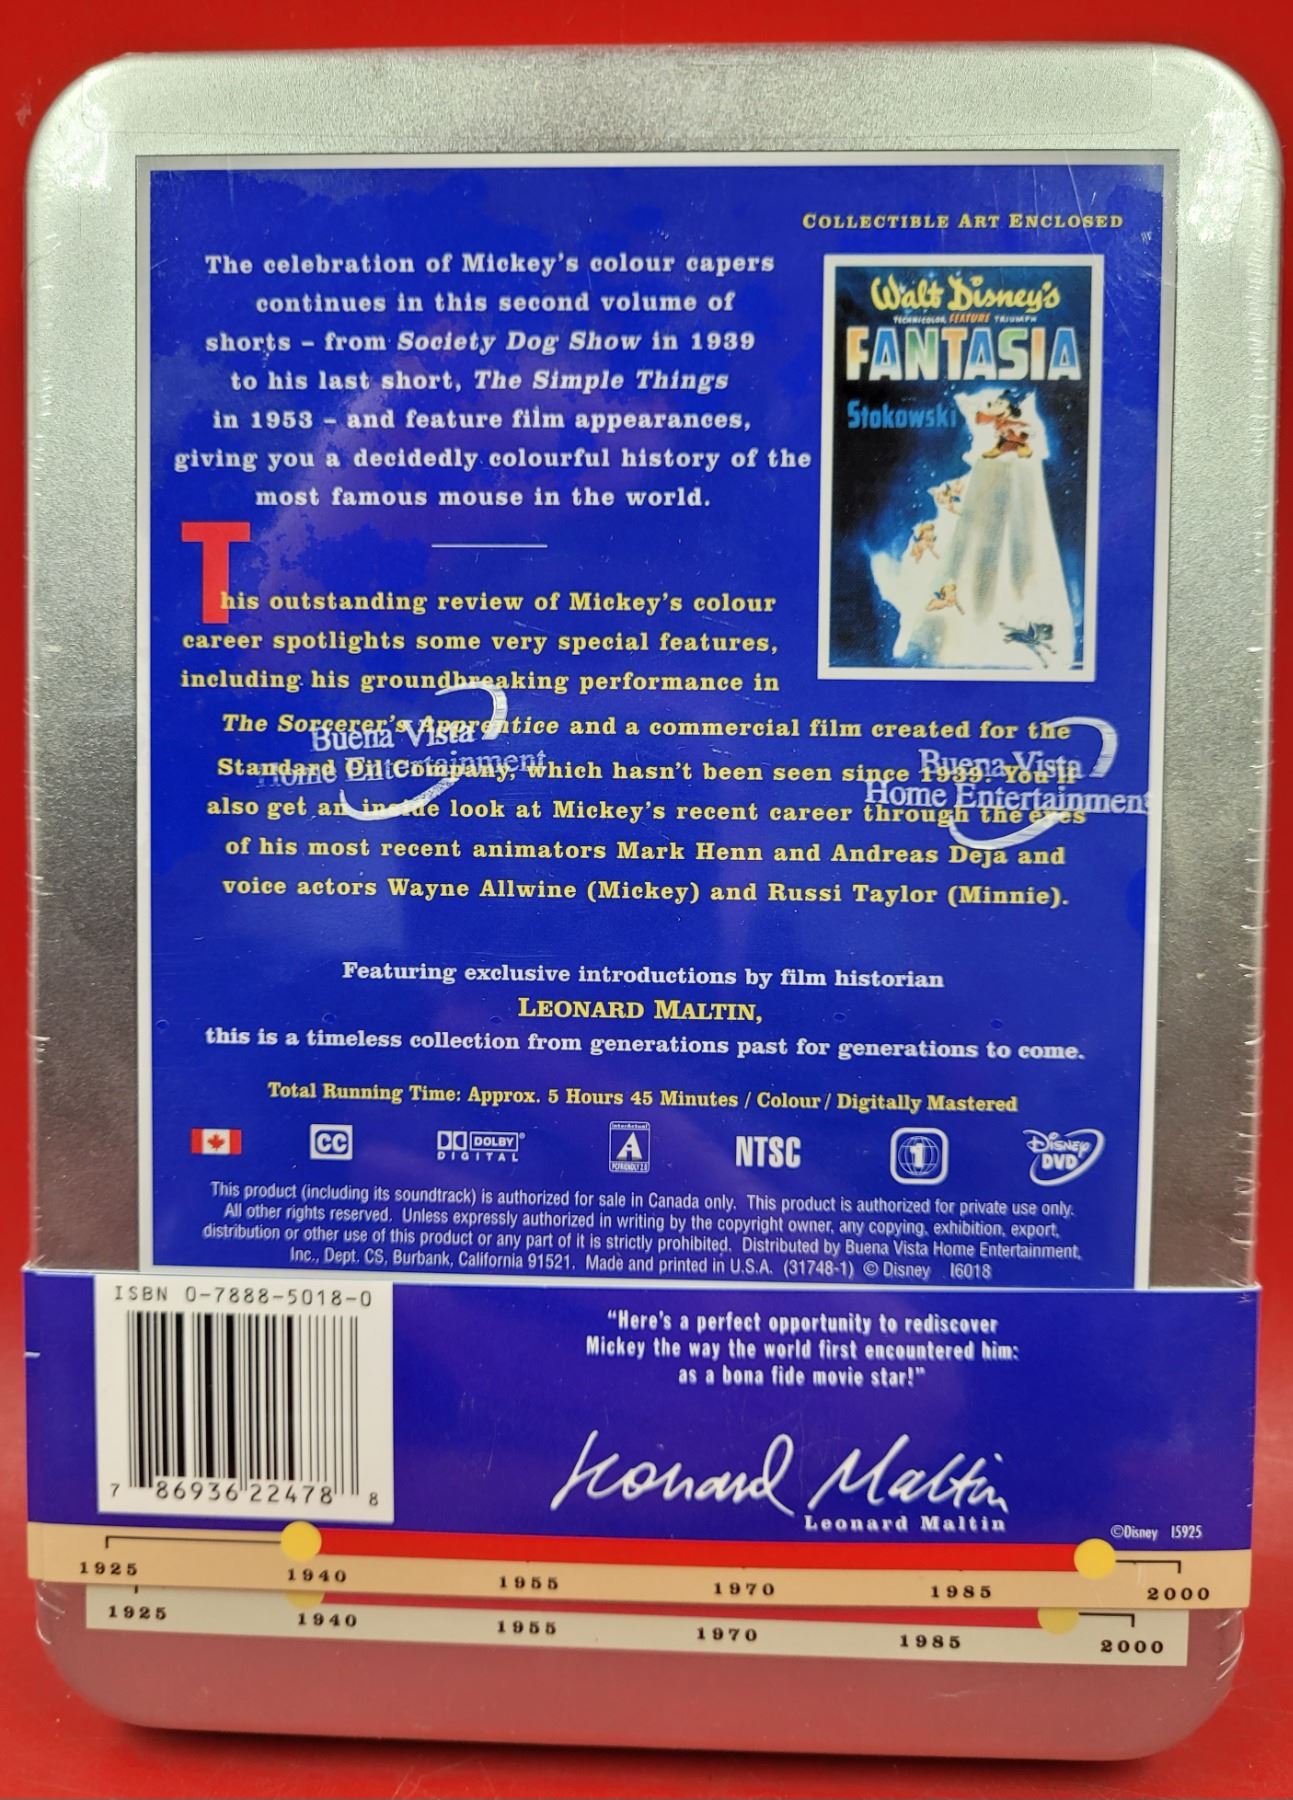 COLLECTIBLE ART ENCLOSED
The celebration of Mickey's colour capers
continues in this second volume of
shorts – from Society Dog Show in 1939
to his last short, The Simple Things
in 1953 – and feature film appearances,
giving you a decidedly colourful history of the
most famous mouse in the world.
Walt Disney's
TECHNICOLOR FEATURE TRIUMPH
FANTASIA
Stokowski
This outstanding review of Mickey's colour
career spotlights some very special features,
including his groundbreaking performance in
The Sorcerer's Apprentice and a commercial film created for the
Standard Oil Company, which hasn't been seen since 1939. You'll
also get an inside look at Mickey's recent career through the eyes
of his most recent animators Mark Henn and Andreas Deja and
voice actors Wayne Allwine (Mickey) and Russi Taylor (Minnie).
Buena Vista
Home Entertainment
Buena Vista
Home Entertainment
Featuring exclusive introductions by film historian
LEONARD MALTIN,
this is a timeless collection from generations past for generations to come.
Total Running Time: Approx. 5 Hours 45 Minutes / Colour / Digitally Mastered
CC
DOLBY
DIGITAL
InterActual
A
PCFRIENDLY 2.0
NTSC
1
DISNEY
DVD
This product (including its soundtrack) is authorized for sale in Canada only. This product is authorized for private use only.
All other rights reserved. Unless expressly authorized in writing by the copyright owner, any copying, exhibition, export,
distribution or other use of this product or any part of it is strictly prohibited. Distributed by Buena Vista Home Entertainment,
Inc., Dept. CS, Burbank, California 91521. Made and printed in U.S.A. (31748-1) © Disney I6018
ISBN 0-7888-5018-0
7 86936 22478 8
"Here's a perfect opportunity to rediscover
Mickey the way the world first encountered him:
as a bona fide movie star!"
Leonard Maltin
Leonard Maltin
©Disney I5925
1925 1940 1955 1970 1985 2000
1925 1940 1955 1970 1985 2000